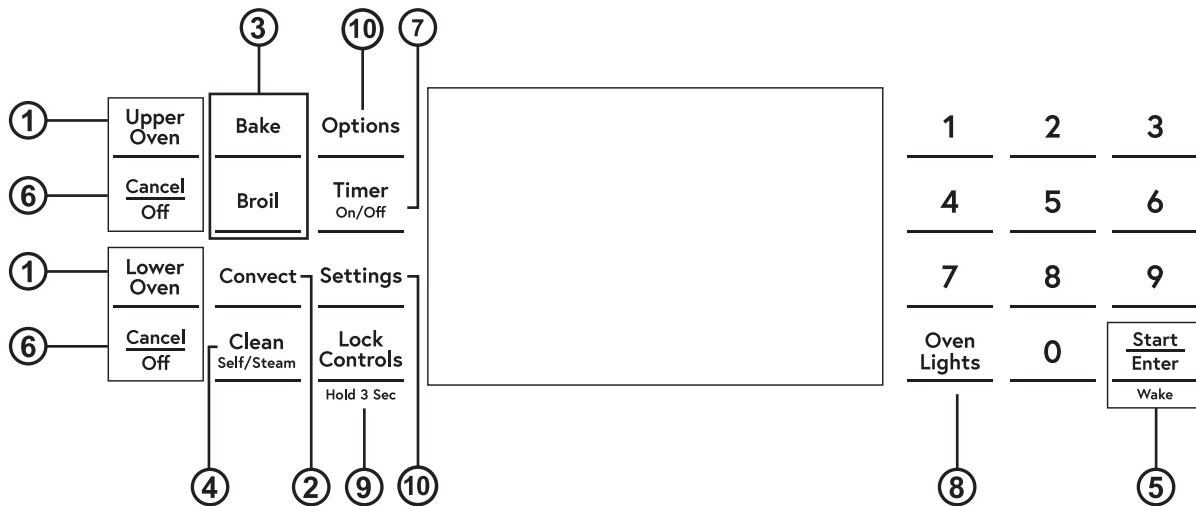 3 10 7
1 Upper Oven Bake Options 1 2 3
6 Cancel Off Broil Timer On/Off 4 5 6
1 Lower Oven Convect Settings 7 8 9
6 Cancel Off Clean Self/Steam Lock Controls Oven Lights 0 Start Enter
Hold 3 Sec Wake
4 2 9 10 8 5